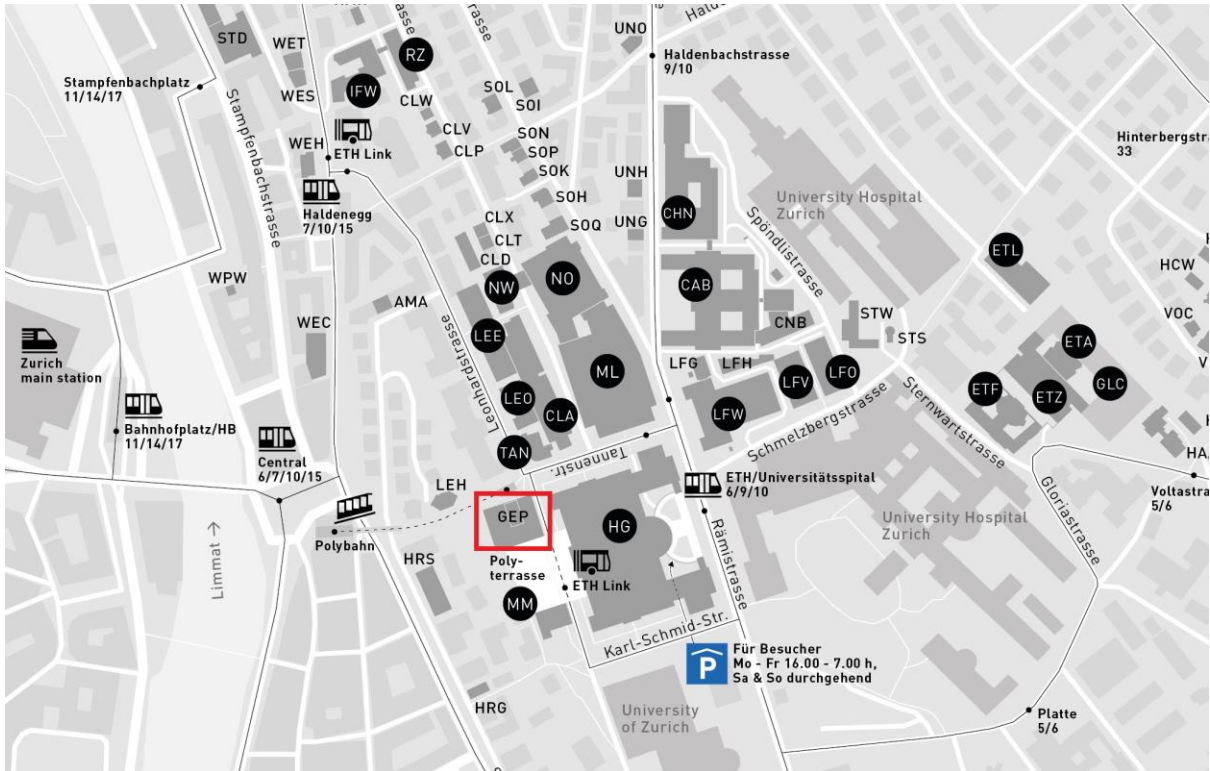 STD
WET
RZ
UNO
Haldenbachstrasse
9/10
Stampfenbachplatz
11/14/17
WES
IFW
CLW
SOL
SOI
Stampfenbachstrasse
WEH
ETH Link
CLV
CLP
SON
SOP
SOK
Hinterbergstra
33
Haldenegg
7/10/15
SOH
UNH
CHN
University Hospital
Zurich
CLX
CLT
CLD
SOQ
UNG
Spöndlistrasse
ETL
HCW
WPW
AMA
NW
NO
CAB
VOC
WEC
LEE
Leonhardstrasse
CNB
STW
STS
ETA
Zurich
main station
LEO
CLA
ML
LFG
LFH
LFV
LFO
ETF
ETZ
GLC
Bahnhofplatz/HB
11/14/17
LFW
Schmelzbergstrasse
Sternwartstrasse
Central
6/7/10/15
TAN
Tannenstr.
HA
LEH
ETH/Universitätsspital
6/9/10
Gloriastrasse
Voltastra
5/6
GEP
HG
University Hospital
Zurich
Limmat →
Polybahn
HRS
Poly-
terrasse
ETH Link
Rämistrasse
MM
Karl-Schmid-Str.
P
Für Besucher
Mo - Fr 16.00 - 7.00 h,
Sa & So durchgehend
HRG
University
of Zurich
Platte
5/6